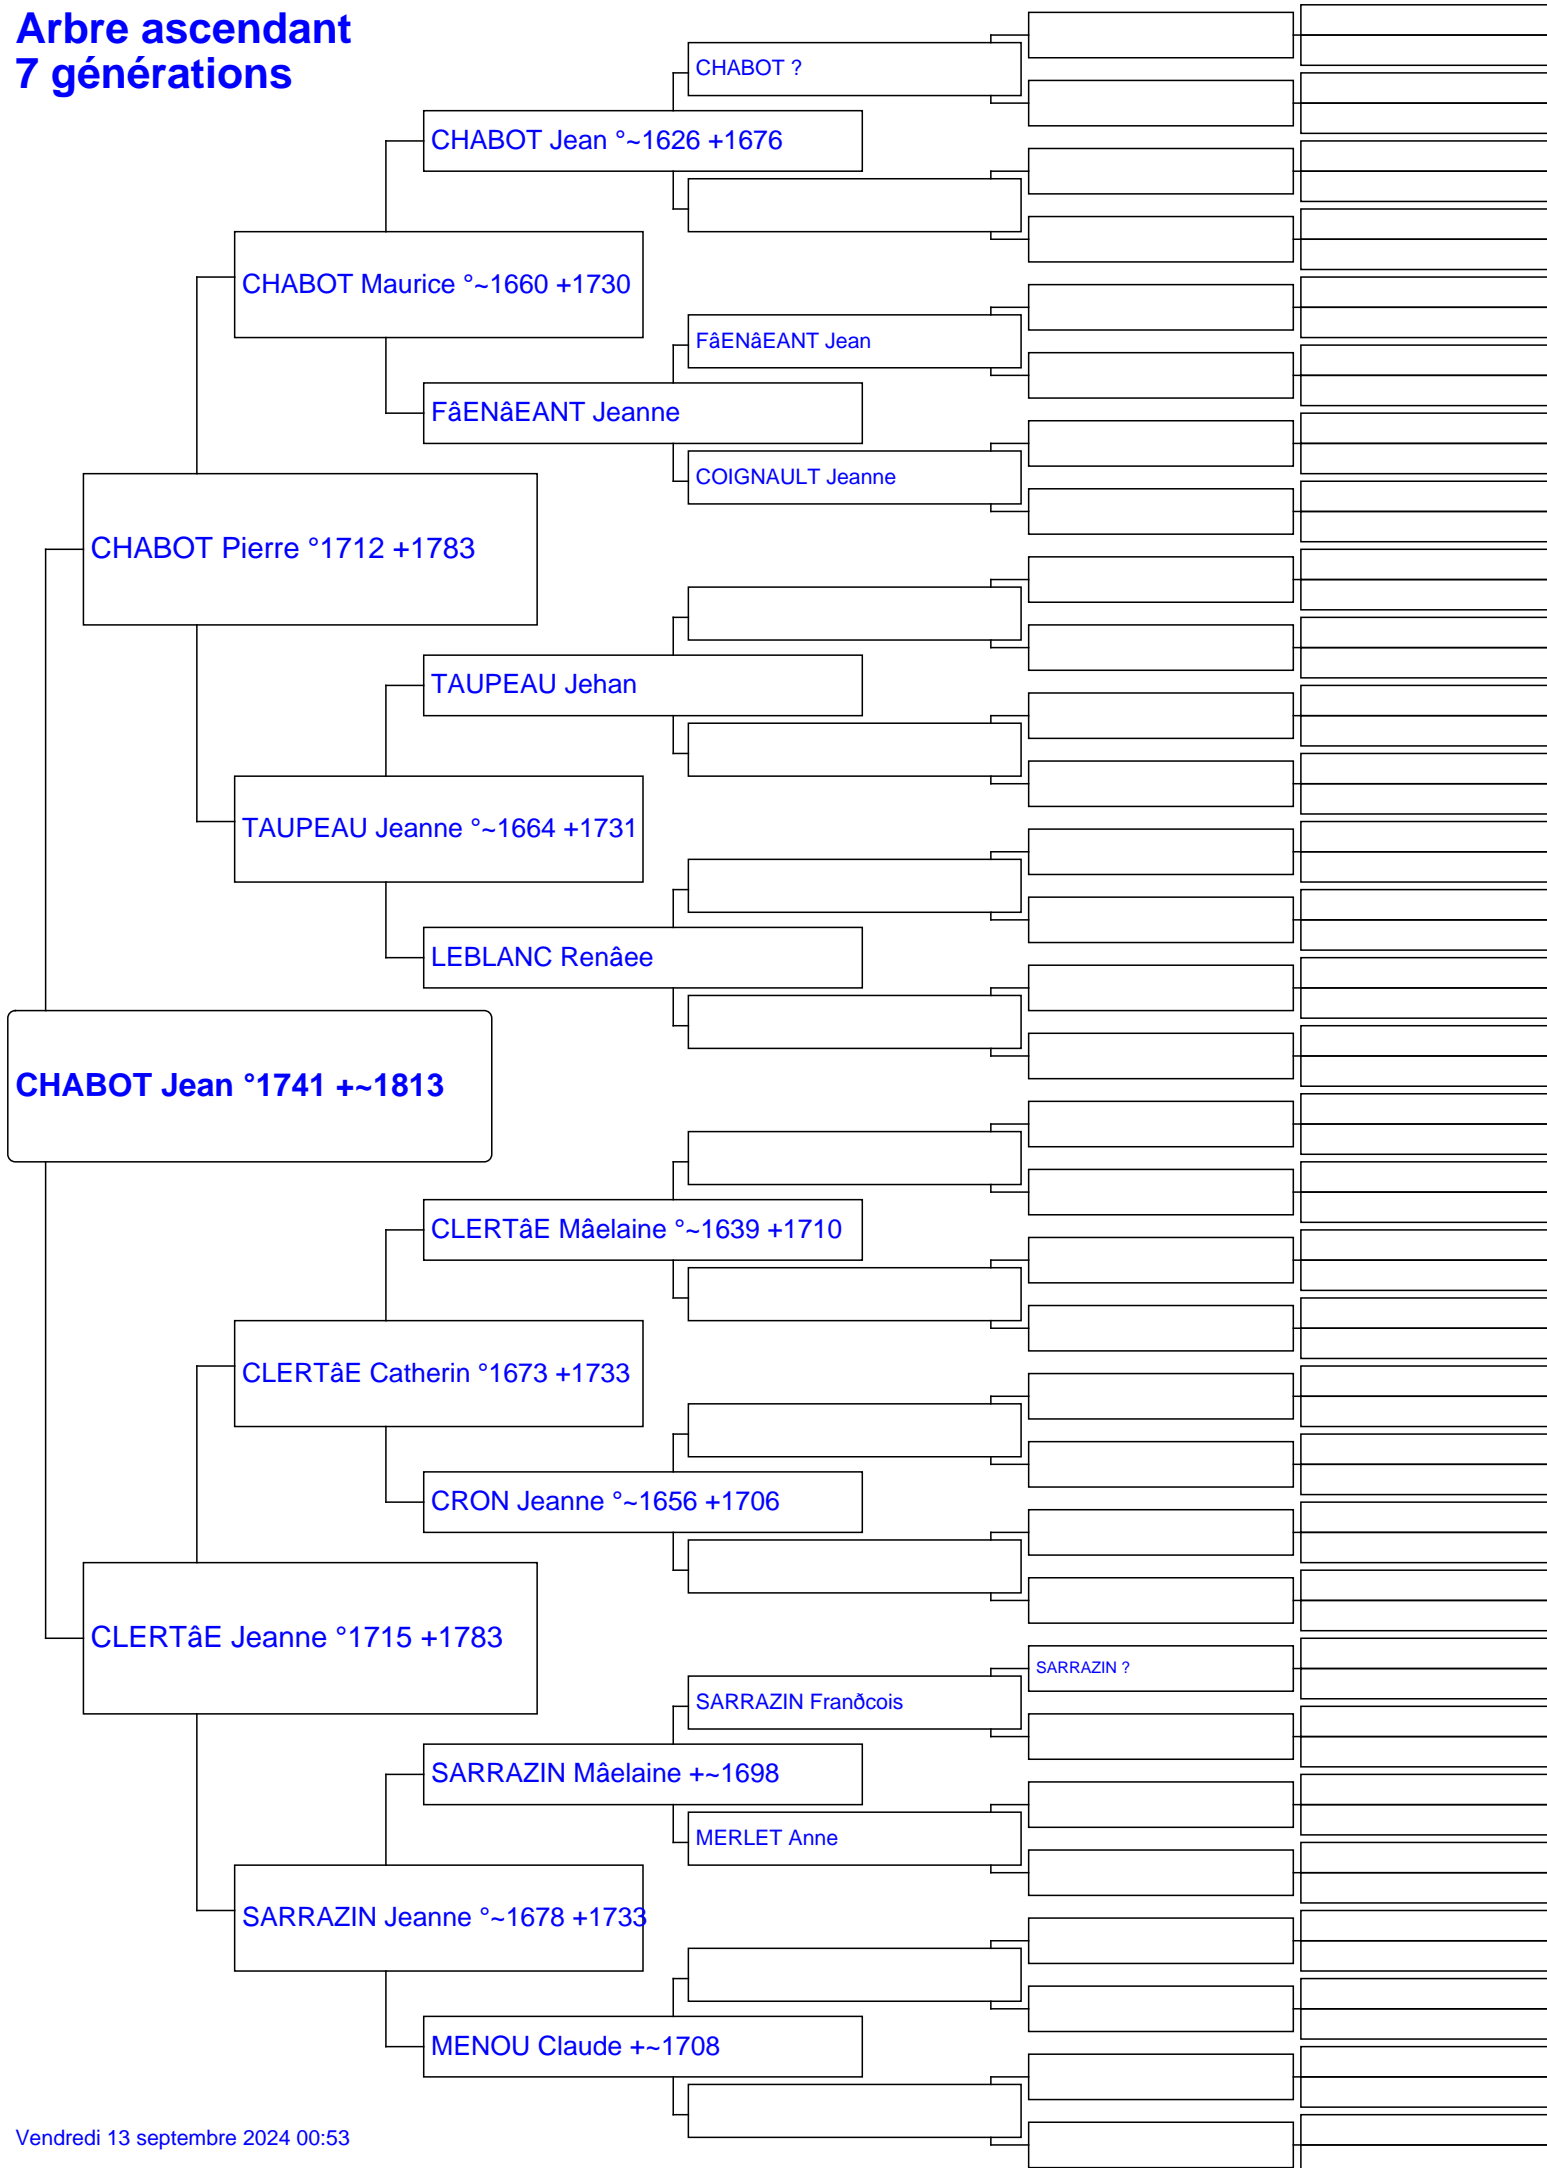 Arbre ascendant
7 générations
CHABOT ?
CHABOT Jean °~1626 +1676
CHABOT Maurice °~1660 +1730
FâENâEANT Jean
FâENâEANT Jeanne
COIGNAULT Jeanne
CHABOT Pierre °1712 +1783
TAUPEAU Jehan
TAUPEAU Jeanne °~1664 +1731
LEBLANC Renâee
CHABOT Jean °1741 +~1813
CLERTâE Mâelaine °~1639 +1710
CLERTâE Catherin °1673 +1733
CRON Jeanne °~1656 +1706
CLERTâE Jeanne °1715 +1783
SARRAZIN ?
SARRAZIN Franðcois
SARRAZIN Mâelaine +~1698
MERLET Anne
SARRAZIN Jeanne °~1678 +1733
MENOU Claude +~1708
Vendredi 13 septembre 2024 00:53